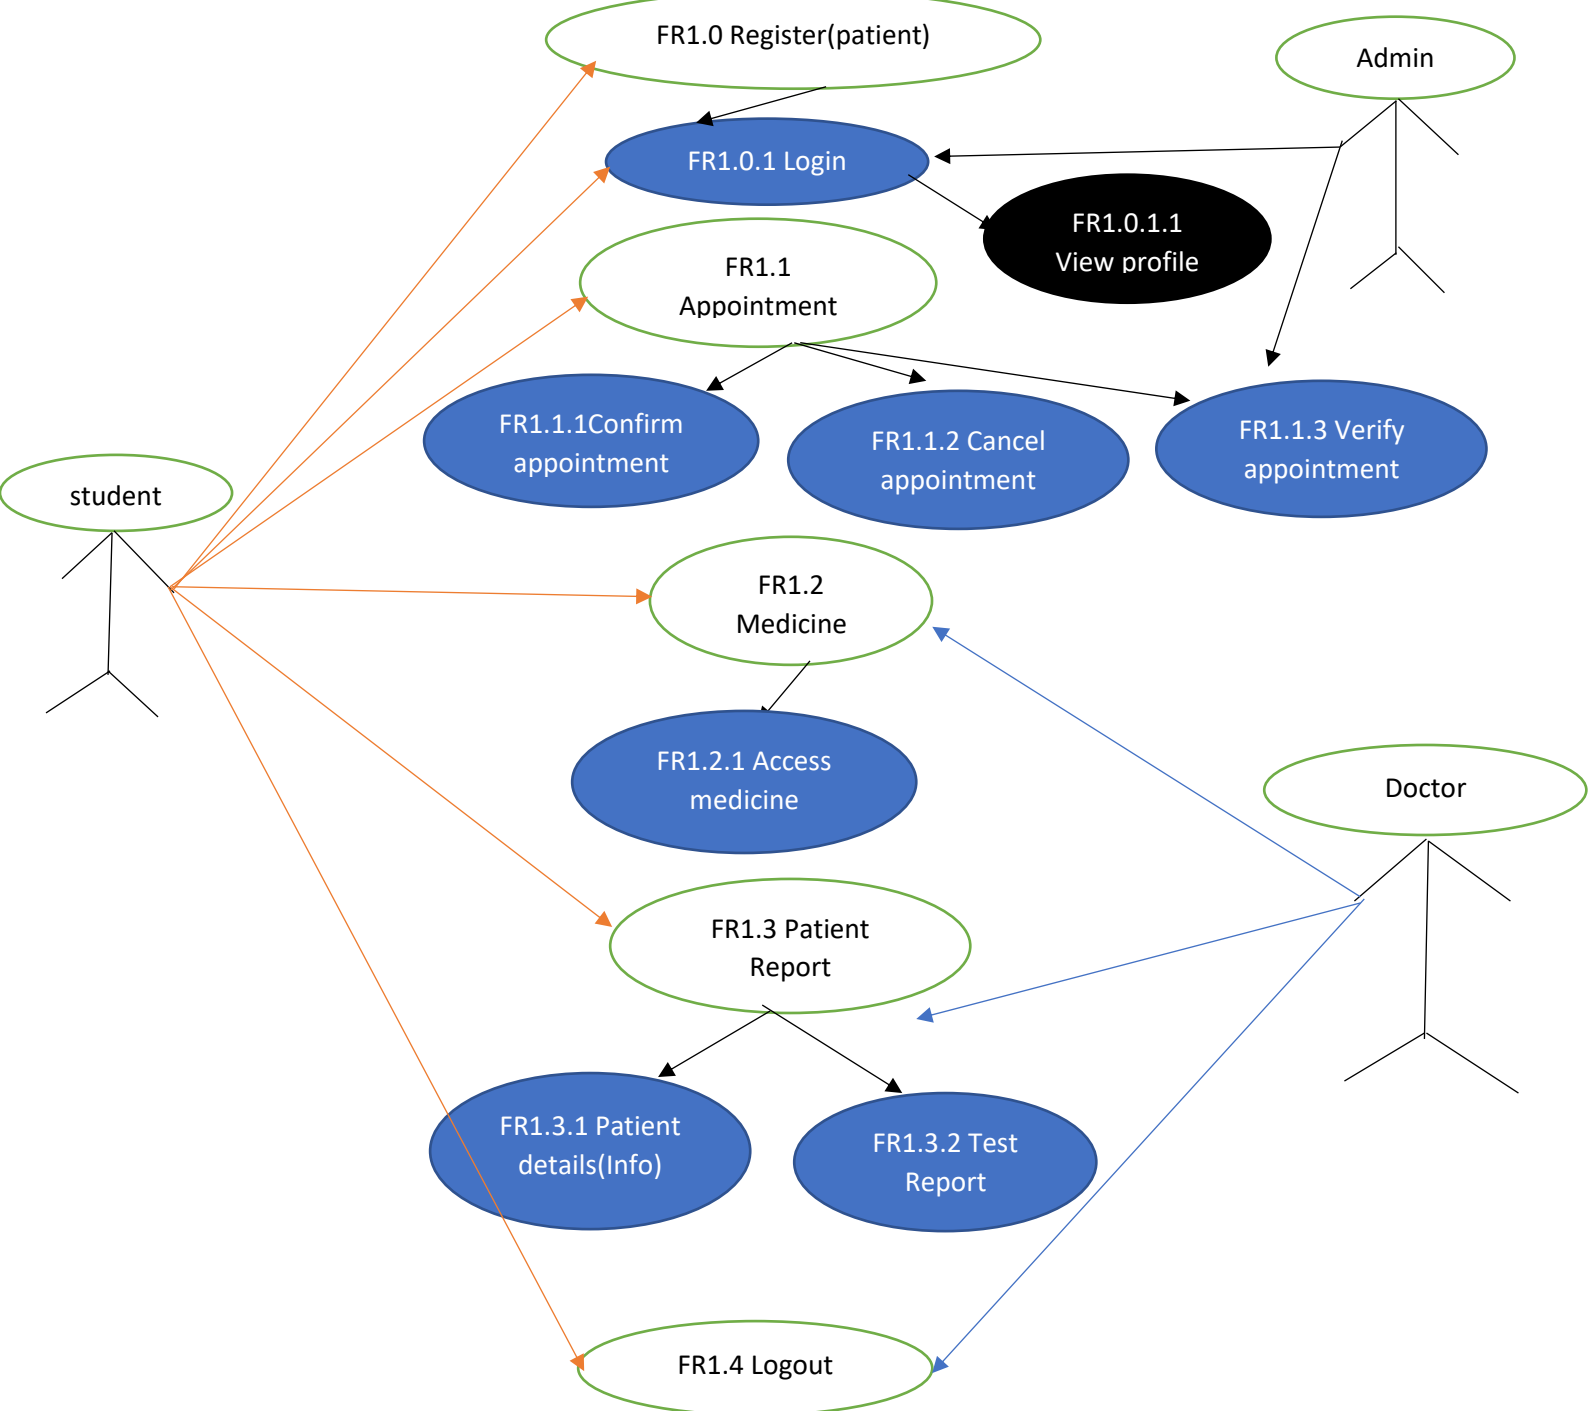 FR1.0 Register(patient)
Admin
FR1.0.1 Login
FR1.0.1.1
View profile
FR1.1
Appointment
FR1.1.1Confirm
appointment
FR1.1.2 Cancel
appointment
FR1.1.3 Verify
appointment
student
FR1.2
Medicine
FR1.2.1 Access
medicine
Doctor
FR1.3 Patient
Report
FR1.3.1 Patient
details(Info)
FR1.3.2 Test
Report
FR1.4 Logout